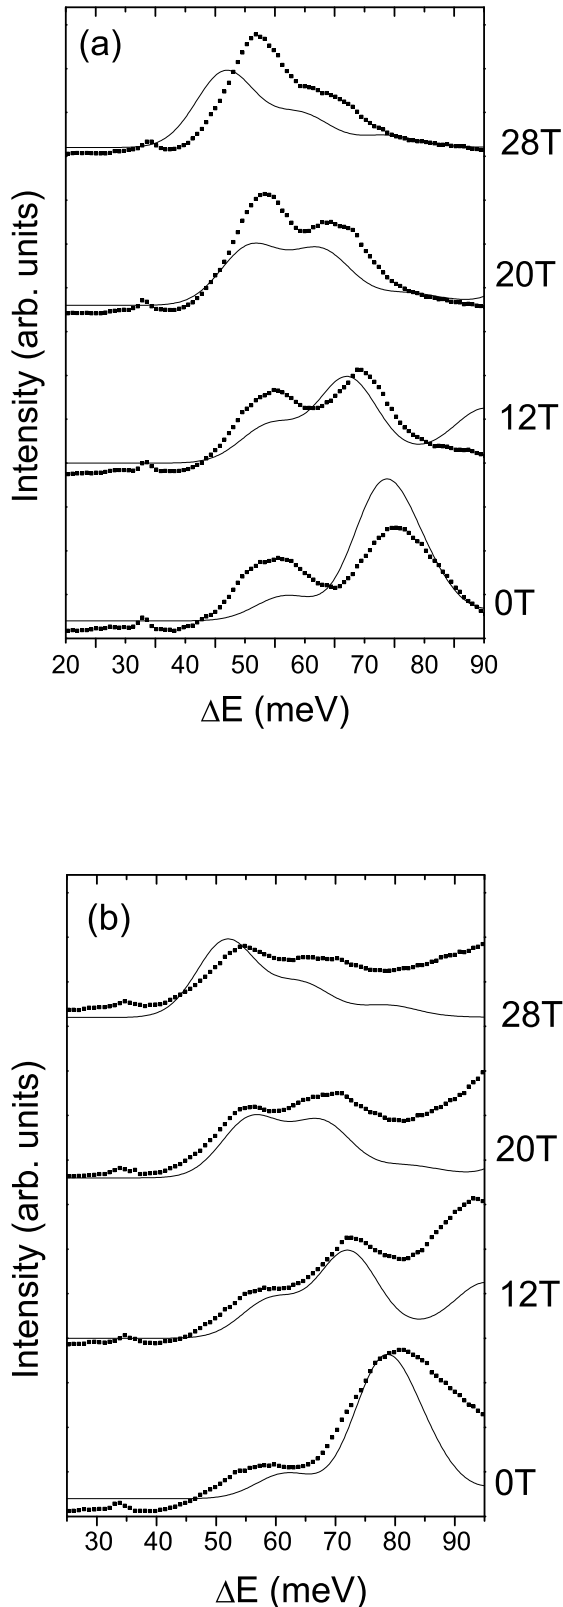 (a)
28T
20T
12T
0T
Intensity (arb. units)
20 30 40 50 60 70 80 90
ΔE (meV)
(b)
28T
20T
12T
0T
Intensity (arb. units)
30 40 50 60 70 80 90
ΔE (meV)